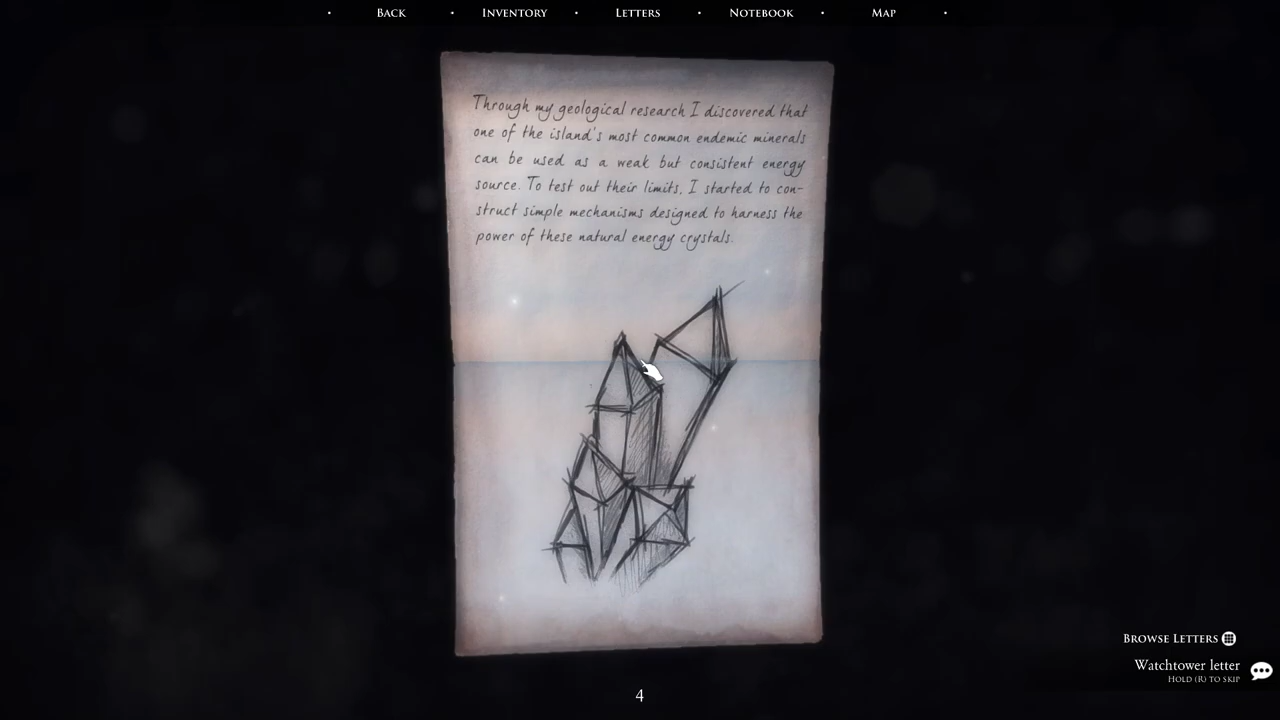 BACK
INVENTORY
LETTERS
NOTEBOOK
MAP
Through my geological research I discovered that
one of the island's most common endemic minerals
can be used as a weak but consistent energy
source. To test out their limits, I started to con-
struct simple mechanisms designed to harness the
power of these natural energy crystals.
BROWSE LETTERS
Watchtower letter
HOLD (R) TO SKIP
4